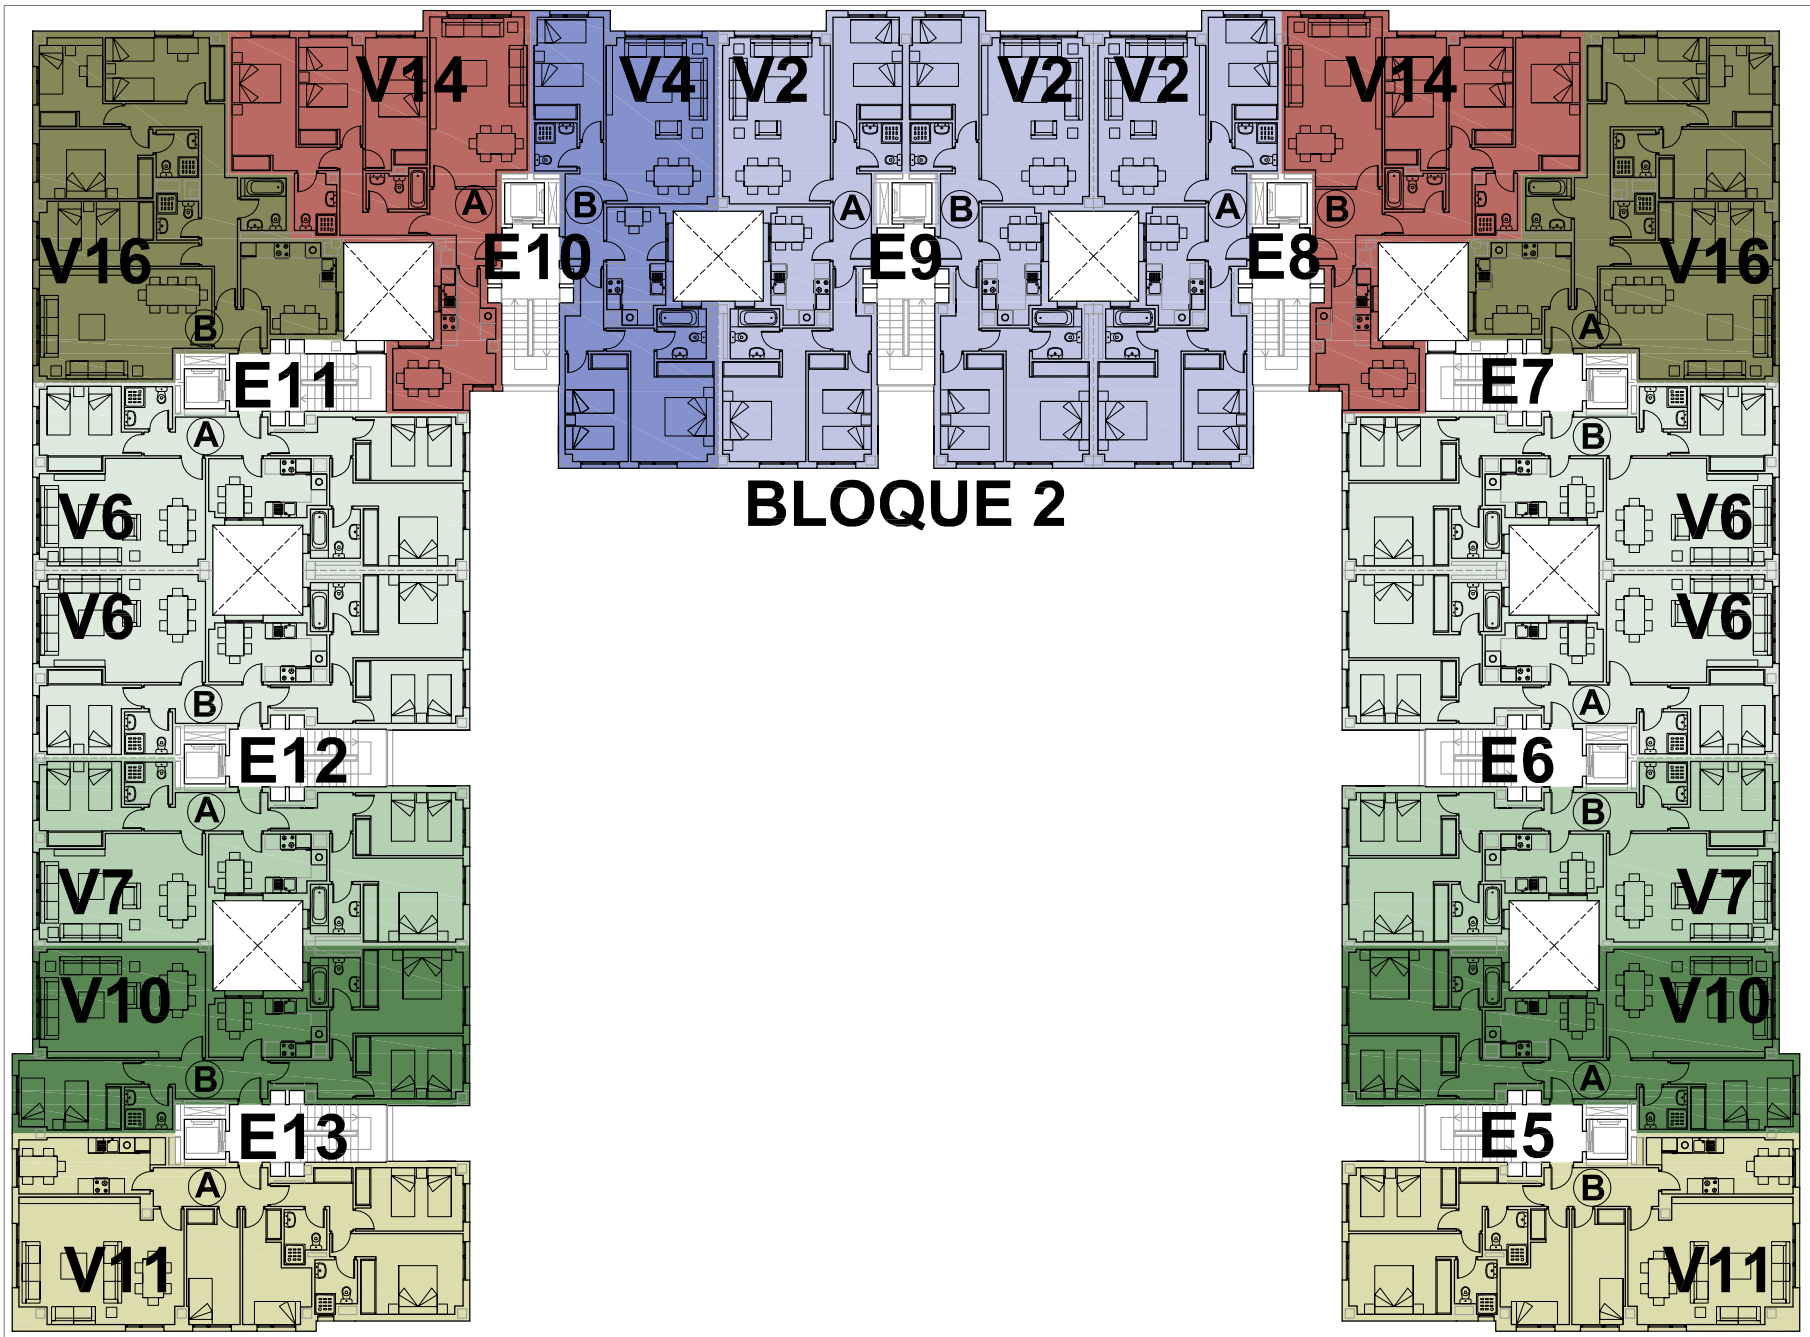 V14 V4 V2 V2 V2 V14
V16 V16
A B A B A B
E10 E9 E8
B A
E11 E7
A B
V6 V6
BLOQUE 2
V6 V6
B A
E12 E6
A B
V7 V7
V10 V10
B A
E13 E5
A B
V11 V11